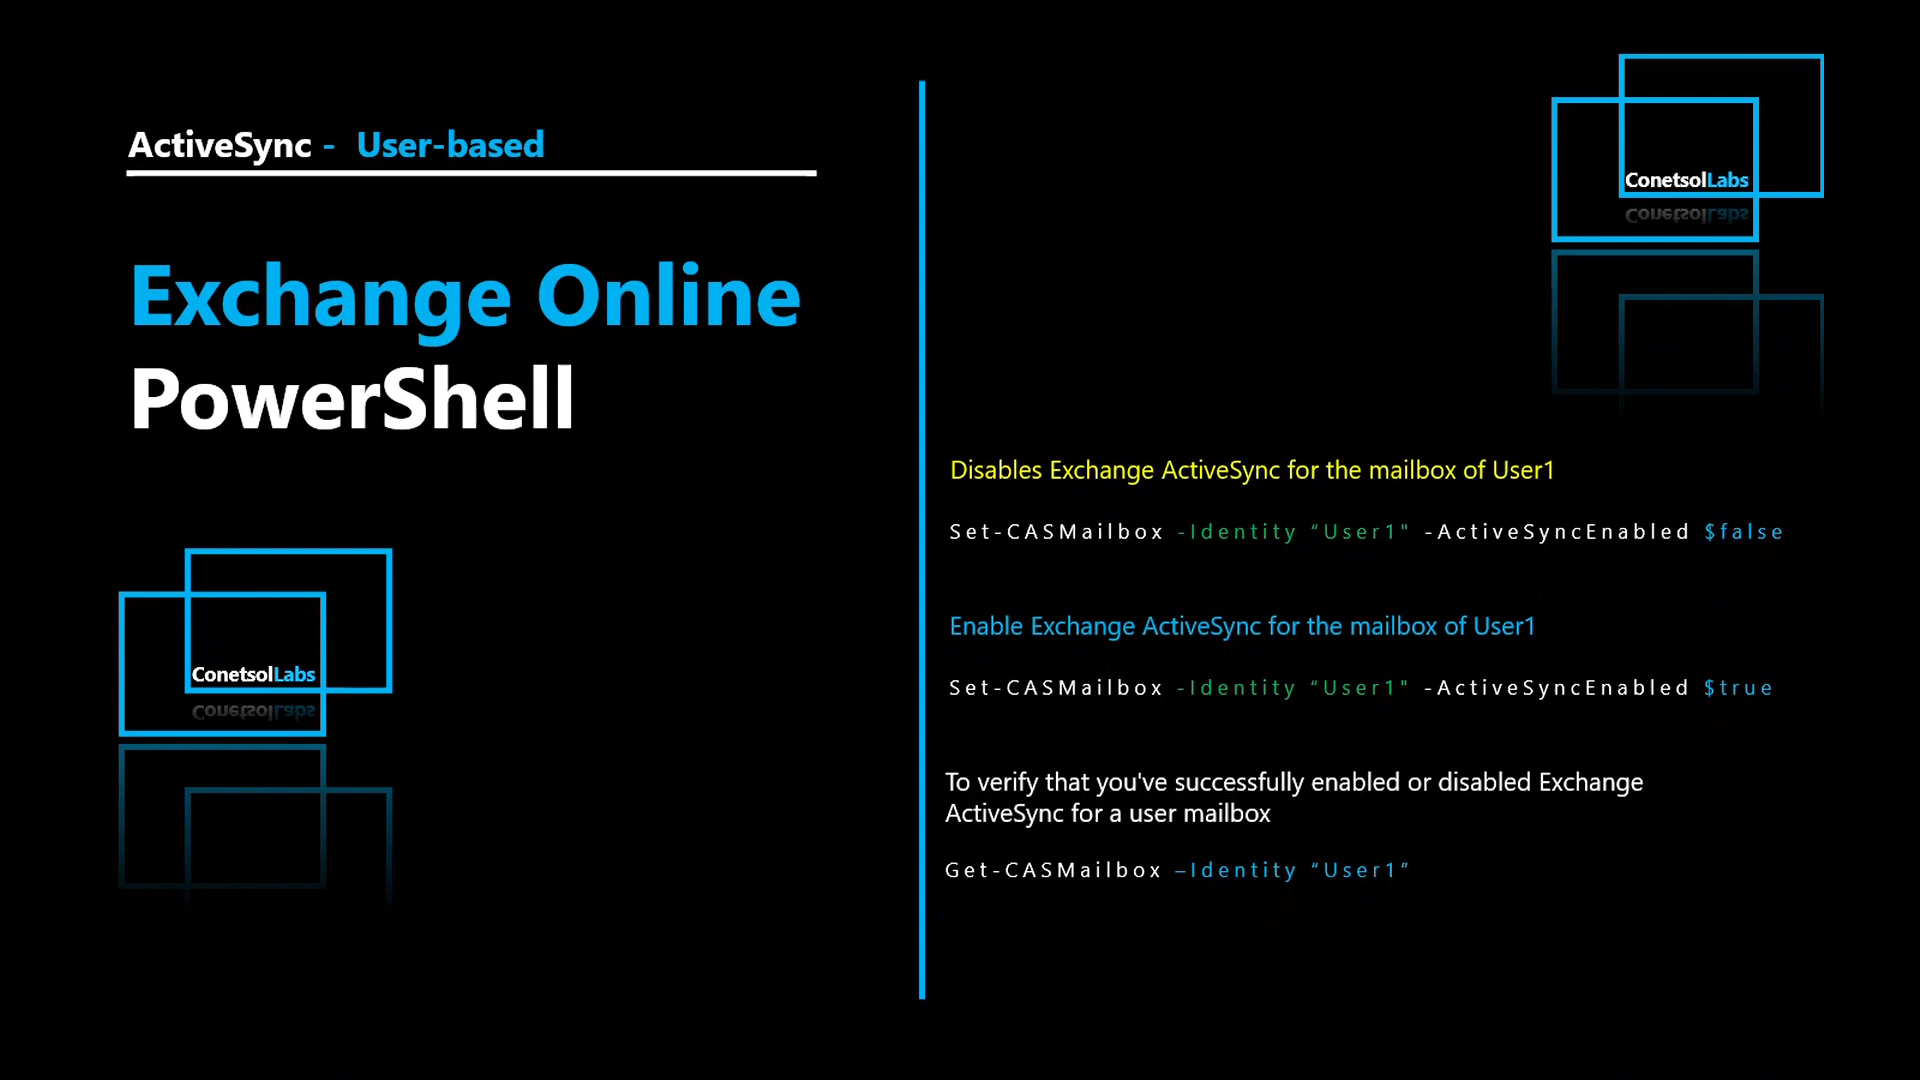 ActiveSync - User-based
Exchange Online
PowerShell
ConetsolLabs
ConetsolLabs
Disables Exchange ActiveSync for the mailbox of User1
Set-CASMailbox -Identity “User1" -ActiveSyncEnabled $false
Enable Exchange ActiveSync for the mailbox of User1
Set-CASMailbox -Identity “User1" -ActiveSyncEnabled $true
To verify that you've successfully enabled or disabled Exchange
ActiveSync for a user mailbox
Get-CASMailbox –Identity “User1”